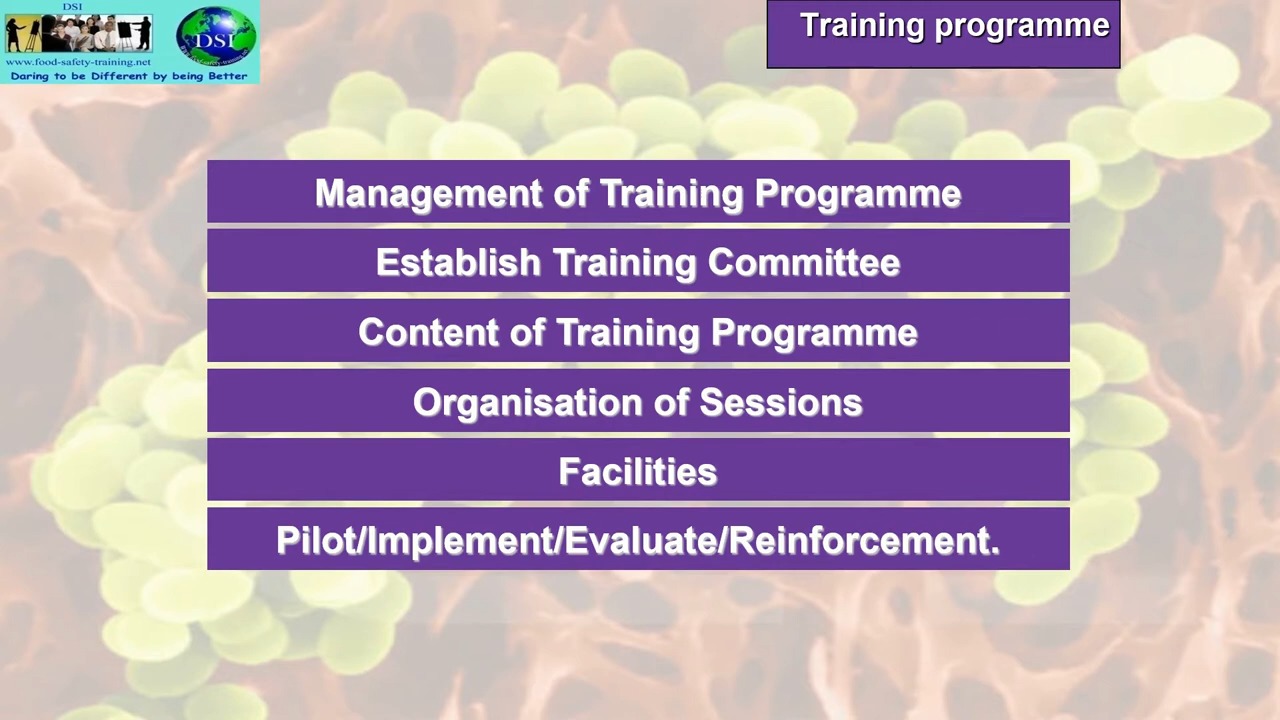 DSI
DSI
www.food-safety-training.net
Daring to be Different by being Better
Training programme
Management of Training Programme
Establish Training Committee
Content of Training Programme
Organisation of Sessions
Facilities
Pilot/Implement/Evaluate/Reinforcement.